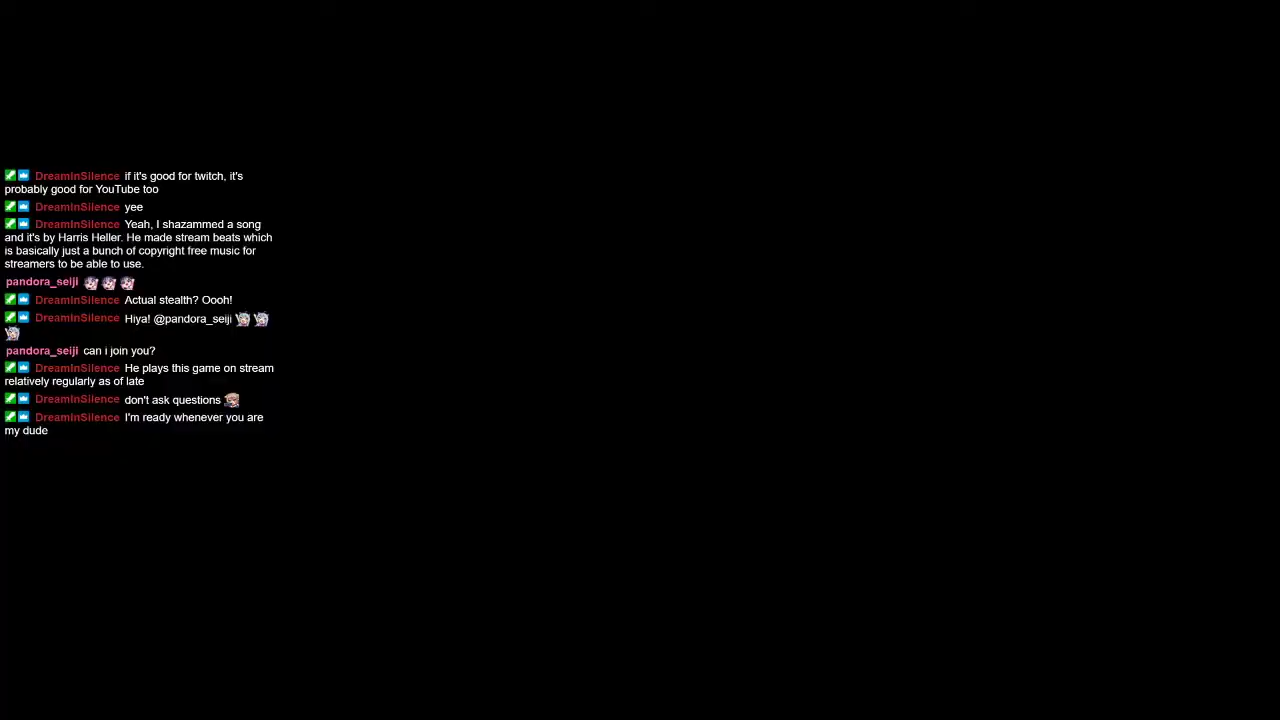 DreamInSilence if it's good for twitch, it's
probably good for YouTube too
DreamInSilence yee
DreamInSilence Yeah, I shazammed a song
and it's by Harris Heller. He made stream beats which
is basically just a bunch of copyright free music for
streamers to be able to use.
pandora_seiji
DreamInSilence Actual stealth? Oooh!
DreamInSilence Hiya! @pandora_seiji
pandora_seiji can i join you?
DreamInSilence He plays this game on stream
relatively regularly as of late
DreamInSilence don't ask questions
DreamInSilence I'm ready whenever you are
my dude